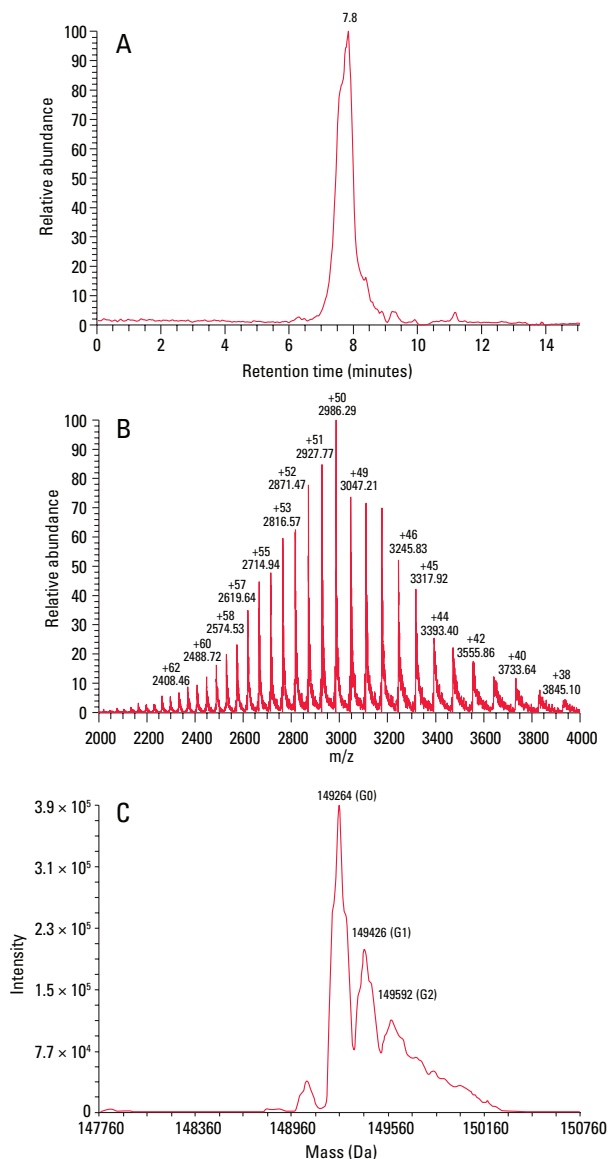 A
7.8
Relative abundance
100
90
80
70
60
50
40
30
20
10
0
0 2 4 6 8 10 12 14
Retention time (minutes)
B
Relative abundance
100
90
80
70
60
50
40
30
20
10
0
+50
2986.29
+51
2927.77
+52
2871.47
+49
3047.21
+53
2816.57
+55
2714.94
+46
3245.83
+57
2619.64
+45
3317.92
+58
2574.53
+44
3393.40
+60
2488.72
+42
3555.86
+62
2408.46
+40
3733.64
+38
3845.10
2000 2200 2400 2600 2800 3000 3200 3400 3600 3800 4000
m/z
C
149264 (G0)
149426 (G1)
149592 (G2)
Intensity
3.9 × 10⁵
3.1 × 10⁵
2.3 × 10⁵
1.5 × 10⁵
7.7 × 10⁴
0
147760 148360 148960 149560 150160 150760
Mass (Da)